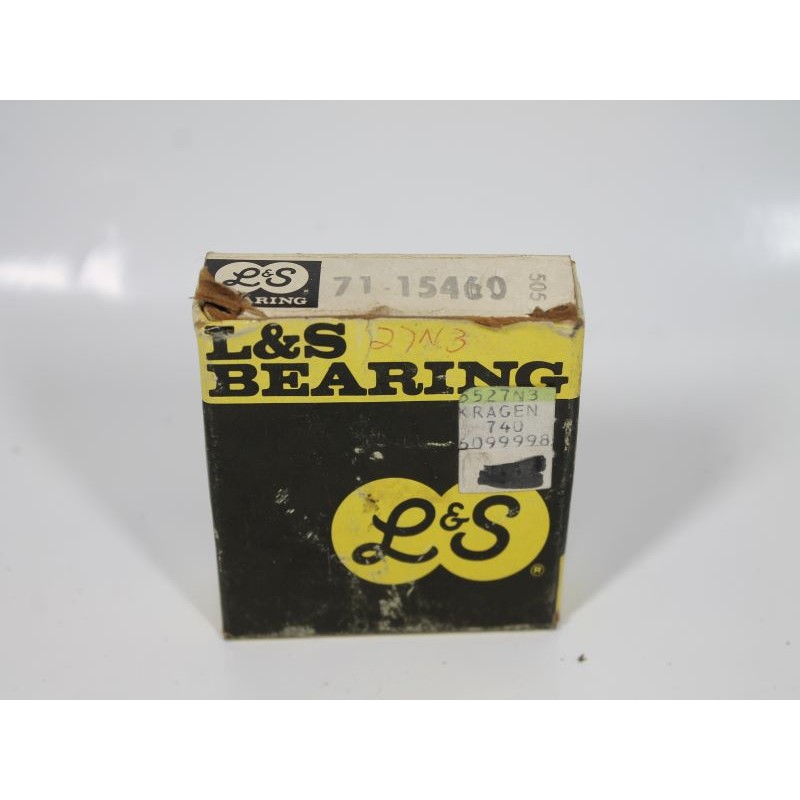 L&S
BEARING
71-15460
505
L&S
27N3
BEARING
6527N3
KRAGEN
740
6099998
L&S
®